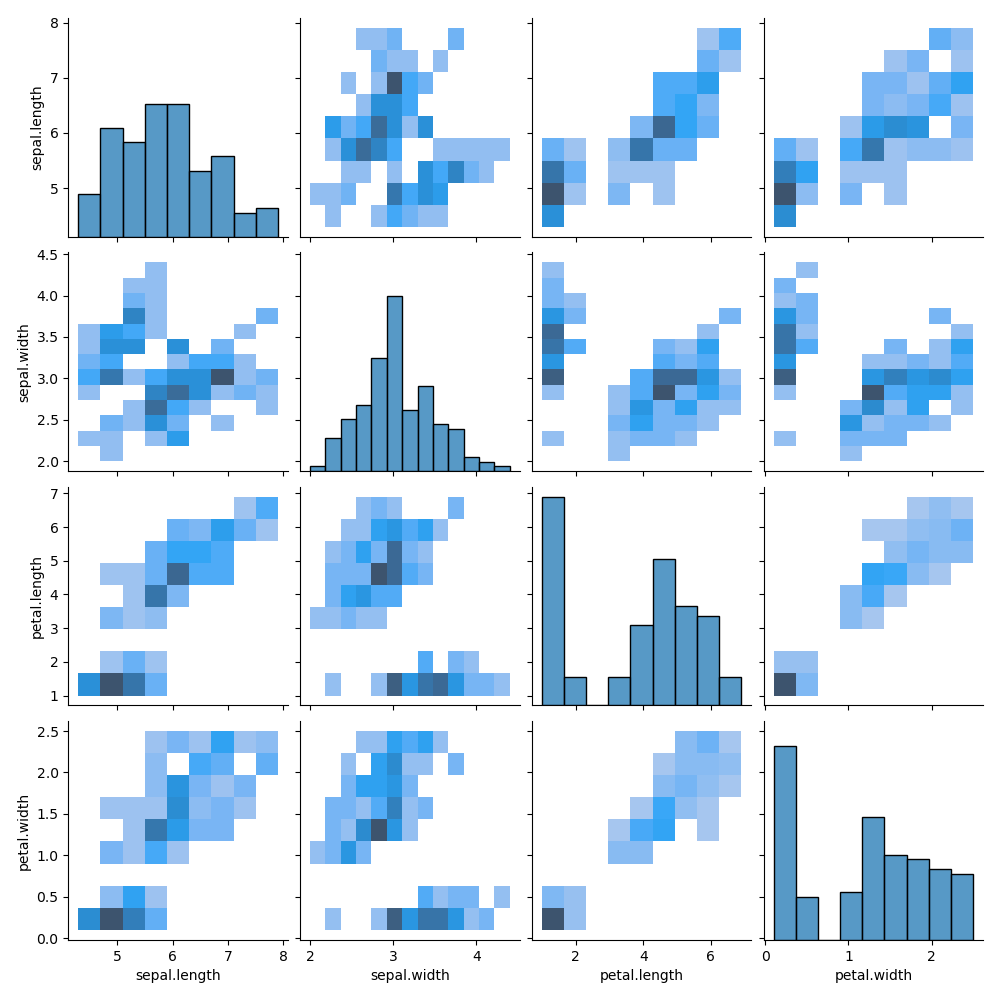 8
7
6
5
sepal.length
4.5
4.0
3.5
3.0
2.5
2.0
sepal.width
7
6
5
4
3
2
1
petal.length
2.5
2.0
1.5
1.0
0.5
0.0
petal.width
5 6 7 8
sepal.length
2 3 4
sepal.width
2 4 6
petal.length
0 1 2
petal.width